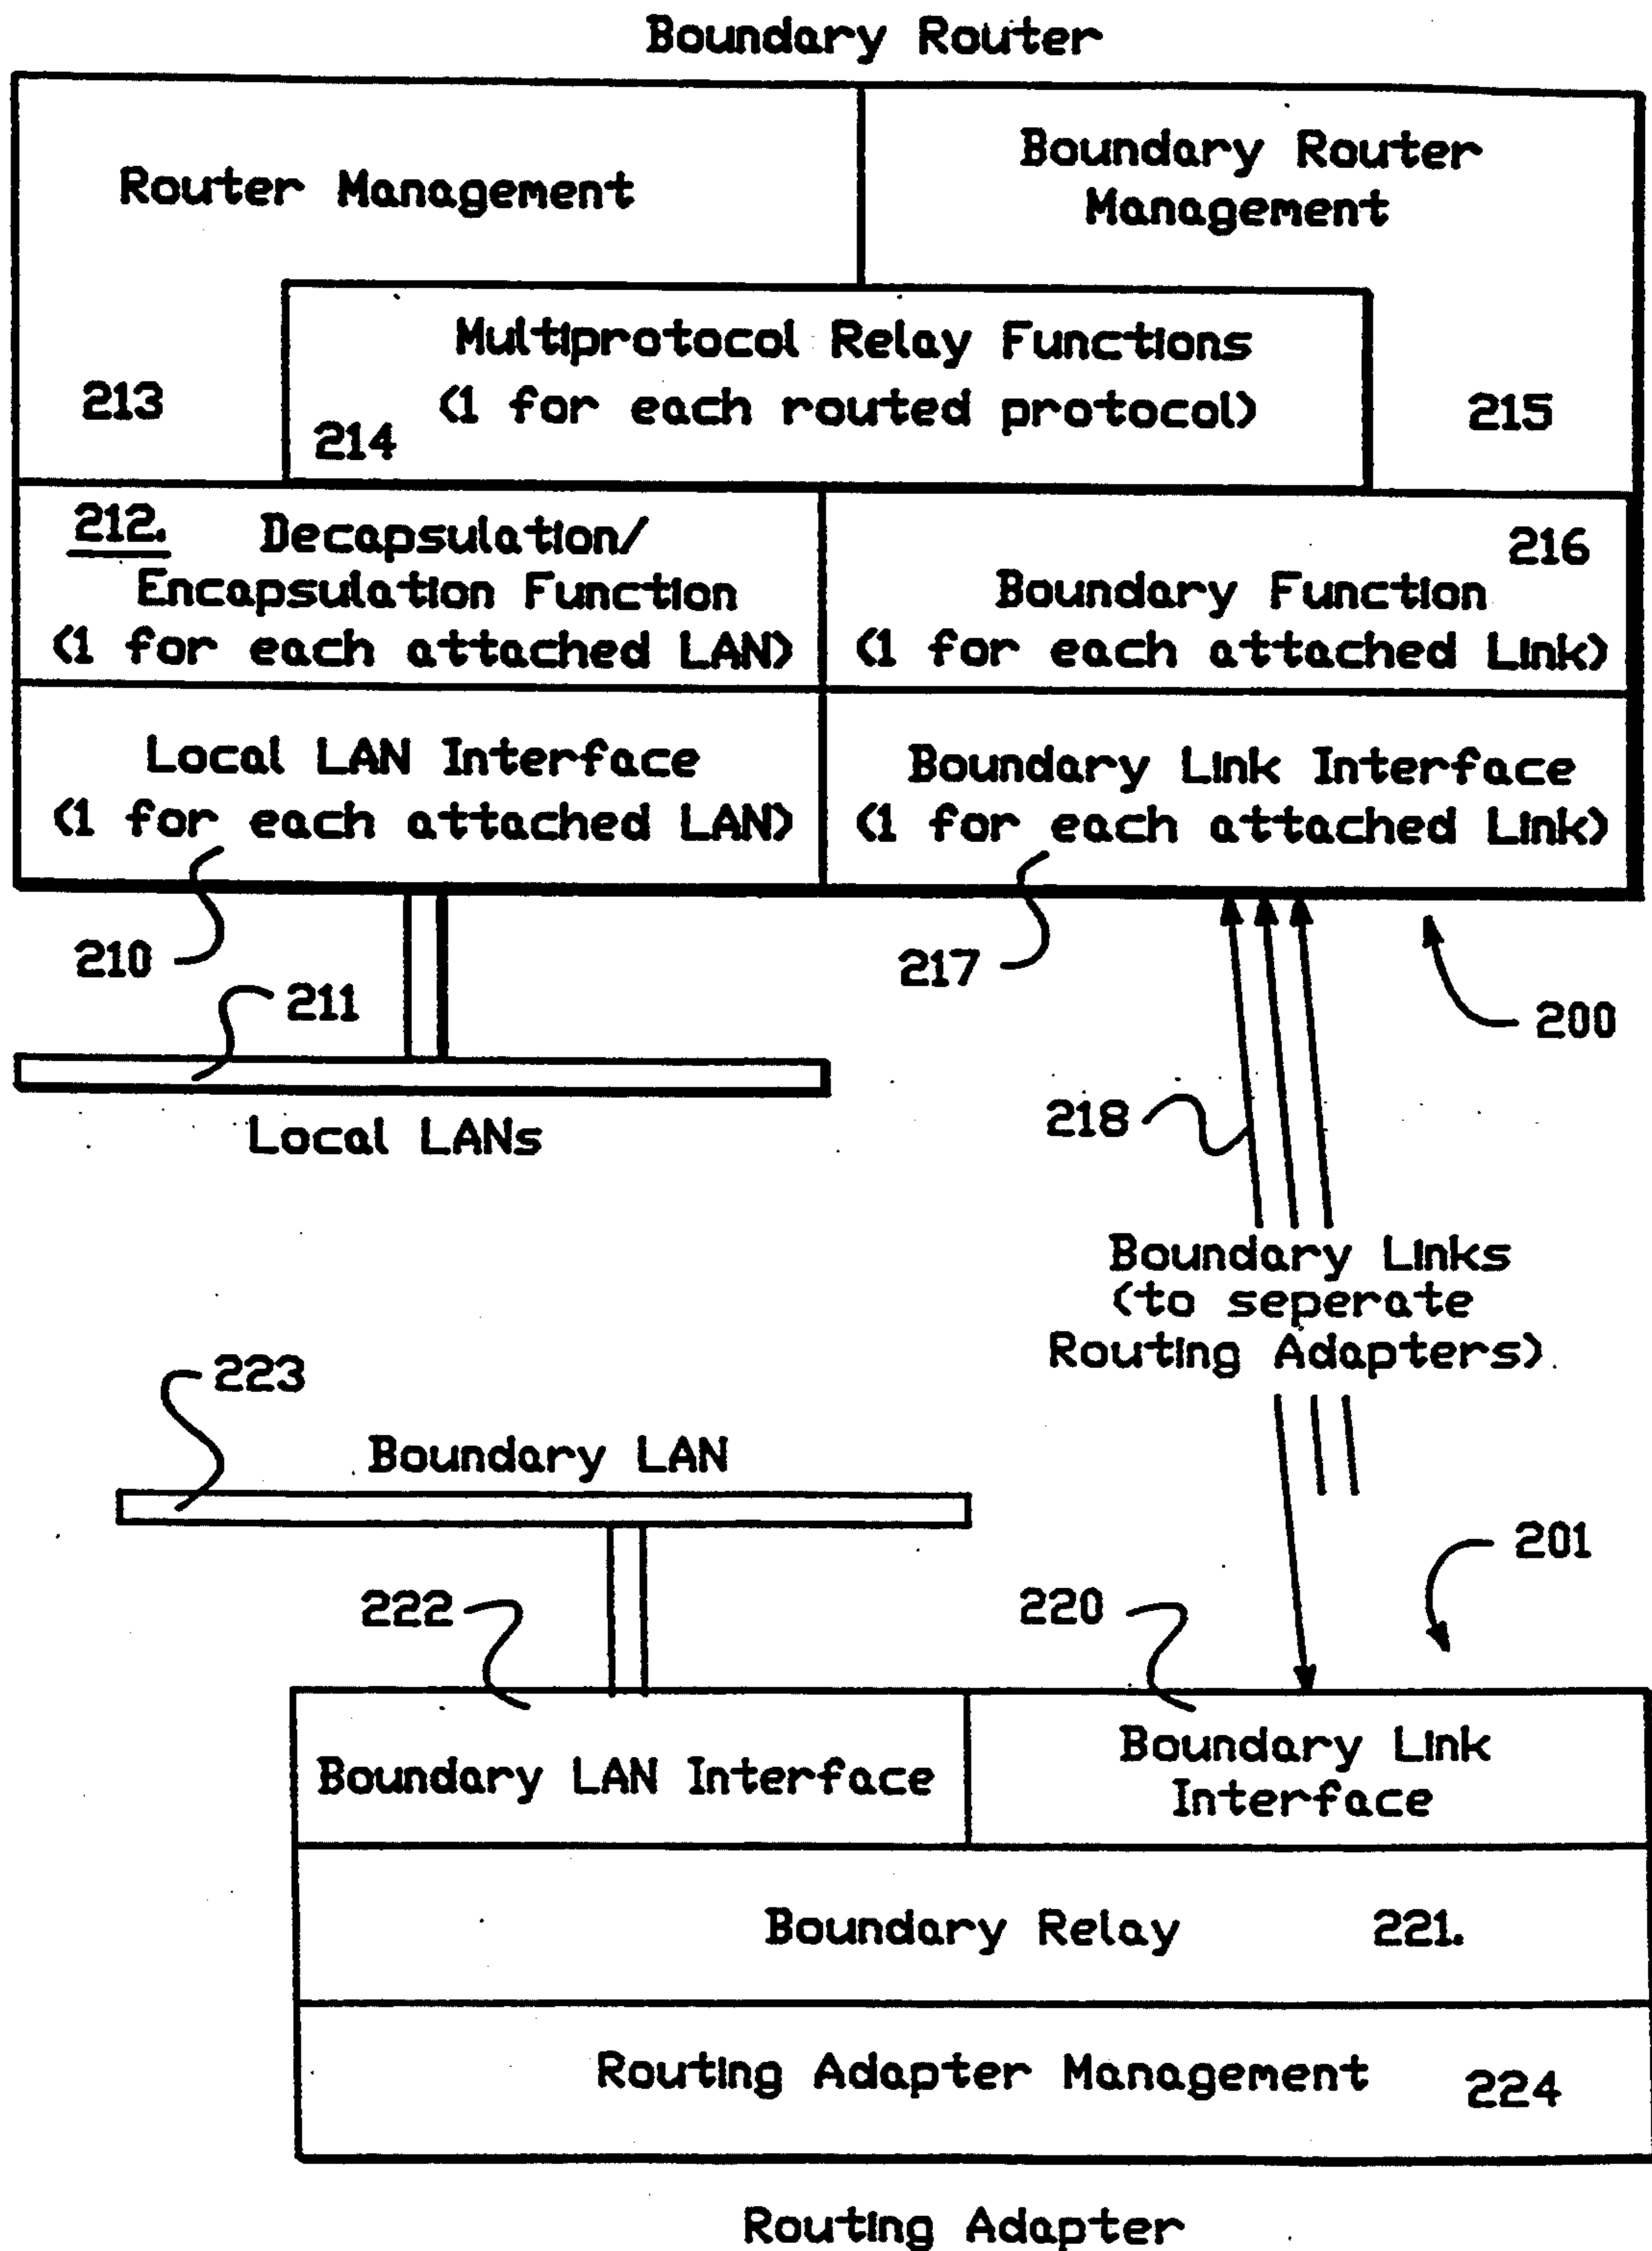 Boundary Router
Router Management
Boundary Router
Management
Multiprotocol Relay Functions
(1 for each routed protocol)
213
214
215
212. Decapsulation/
Encapsulation Function
(1 for each attached LAN)
216
Boundary Function
(1 for each attached Link)
Local LAN Interface
(1 for each attached LAN)
Boundary Link Interface
(1 for each attached Link)
210
217
211
200
Local LANs
218
Boundary Links
(to seperate
Routing Adapters)
223
Boundary LAN
201
222
220
Boundary LAN Interface
Boundary Link
Interface
Boundary Relay 221.
Routing Adapter Management 224
Routing Adapter